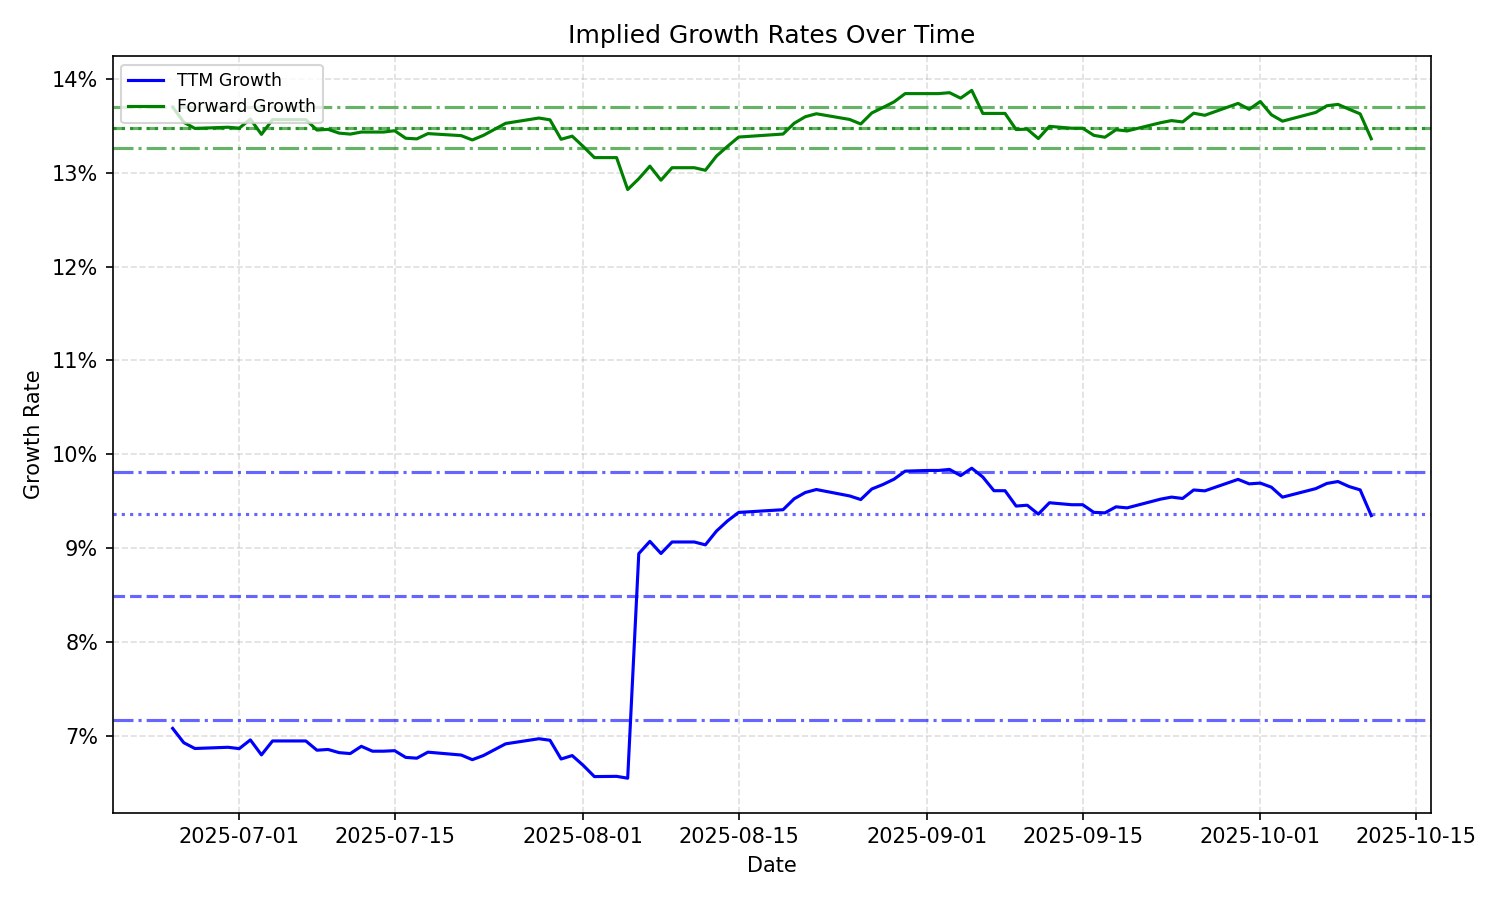 Implied Growth Rates Over Time
TTM Growth
Forward Growth
14%
13%
12%
11%
10%
9%
8%
7%
Growth Rate
2025-07-01 2025-07-15 2025-08-01 2025-08-15 2025-09-01 2025-09-15 2025-10-01 2025-10-15
Date